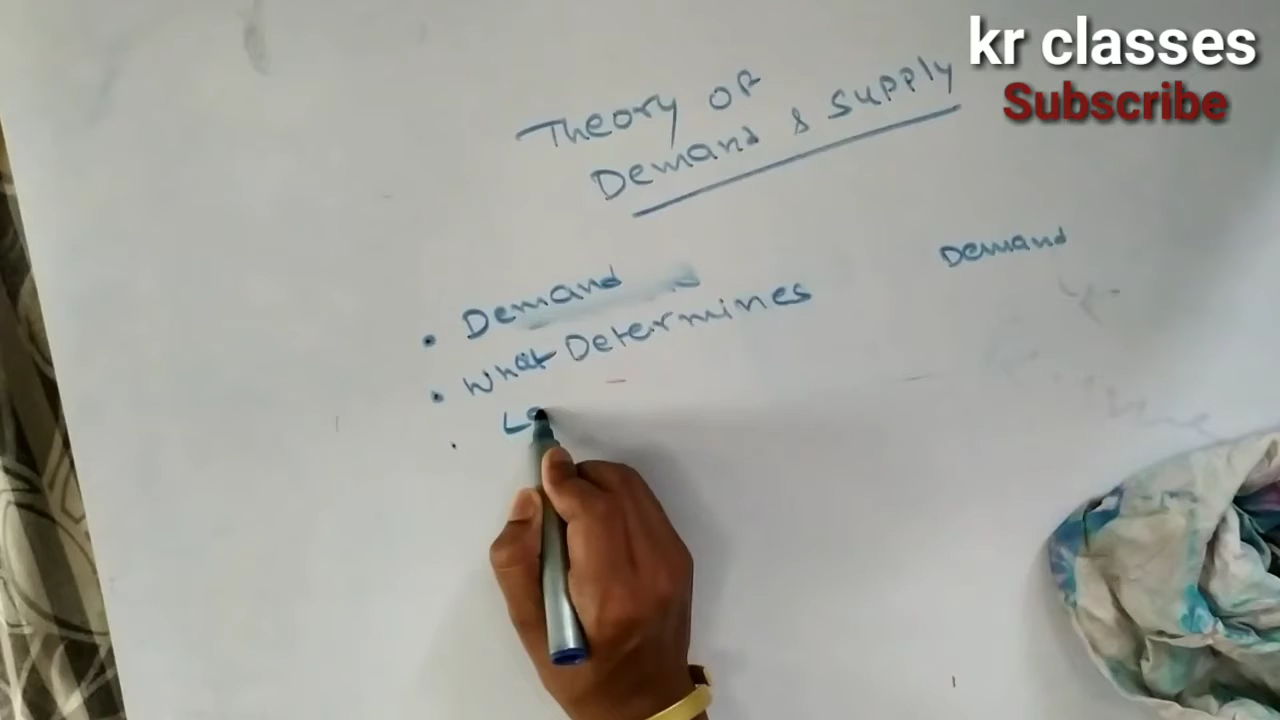 kr classes
Subscribe
Theory of
Demand & Supply
• Demand
Demand
• What Determines